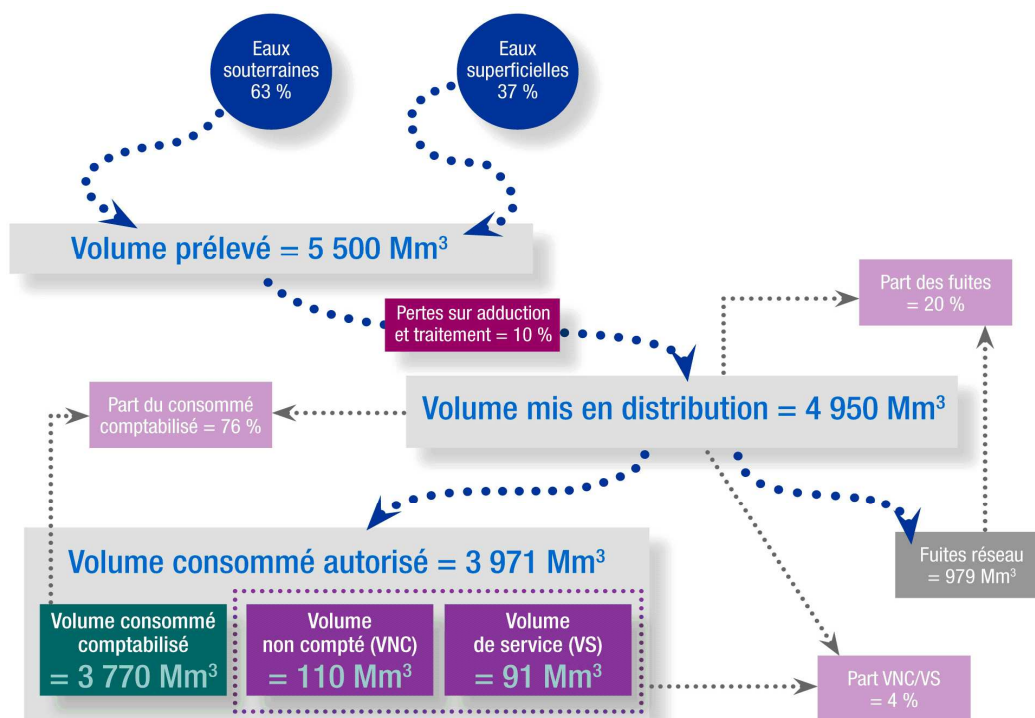 Eaux
souterraines
63 %
Eaux
superficielles
37 %
Volume prélevé = 5 500 Mm³
Pertes sur adduction
et traitement = 10 %
Part des fuites
= 20 %
Part du consommé
comptabilisé = 76 %
Volume mis en distribution = 4 950 Mm³
Volume consommé autorisé = 3 971 Mm³
Fuites réseau
= 979 Mm³
Volume consommé
comptabilisé
= 3 770 Mm³
Volume
non compté (VNC)
= 110 Mm³
Volume
de service (VS)
= 91 Mm³
Part VNC/VS
= 4 %